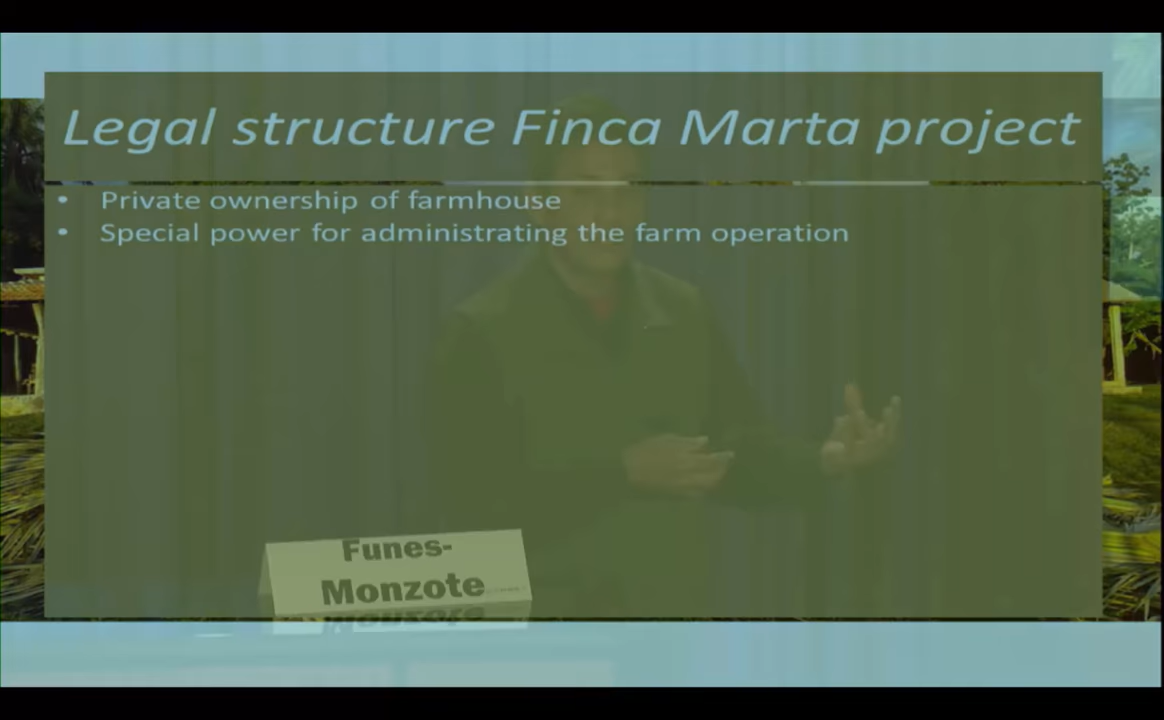 Legal structure Finca Marta project
• Private ownership of farmhouse
• Special power for administrating the farm operation
Funes-
Monzote